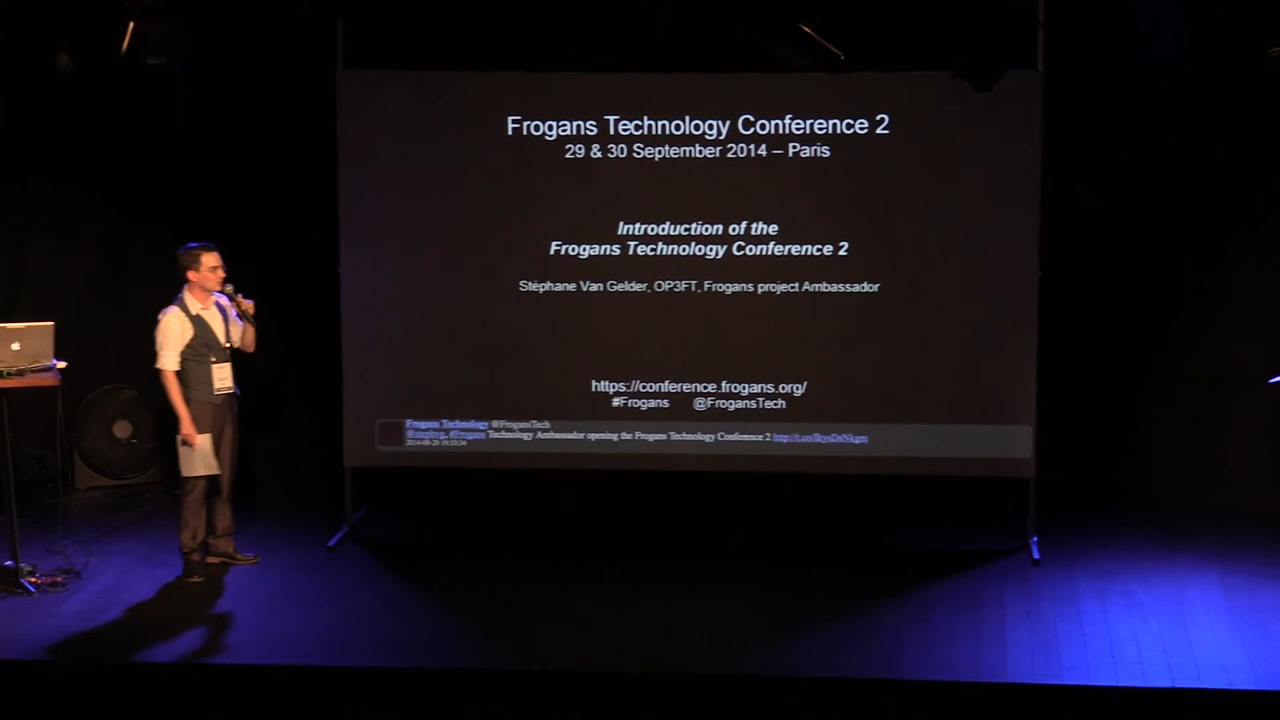 Frogans Technology Conference 2
29 & 30 September 2014 – Paris
Introduction of the
Frogans Technology Conference 2
Stéphane Van Gelder, OP3FT, Frogans project Ambassador
https://conference.frogans.org/
#Frogans @FrogansTech
Frogans Technology @FrogansTech
#Frogans Technology Ambassador opening the Frogans Technology Conference 2